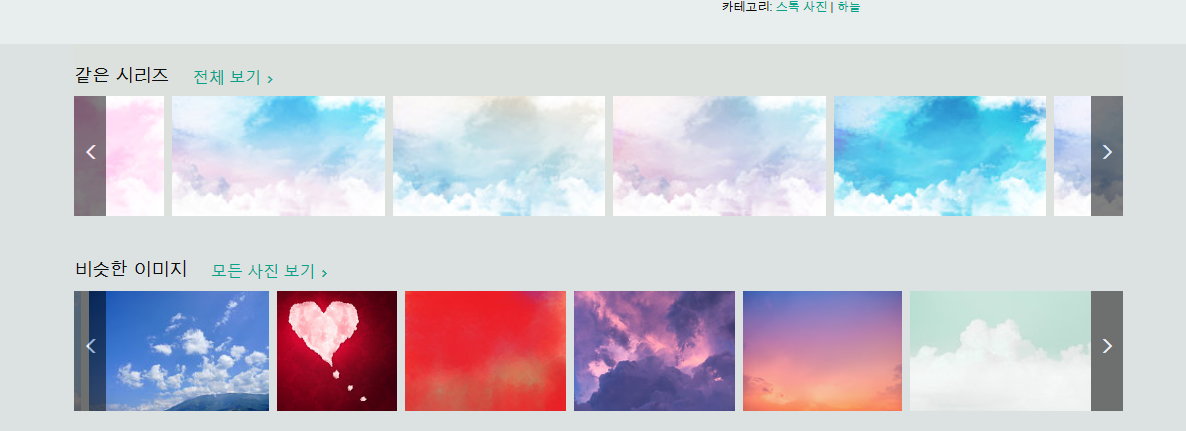 카테고리: 스톡 사진 | 하늘
같은 시리즈 전체 보기 >
비슷한 이미지 모든 사진 보기 >